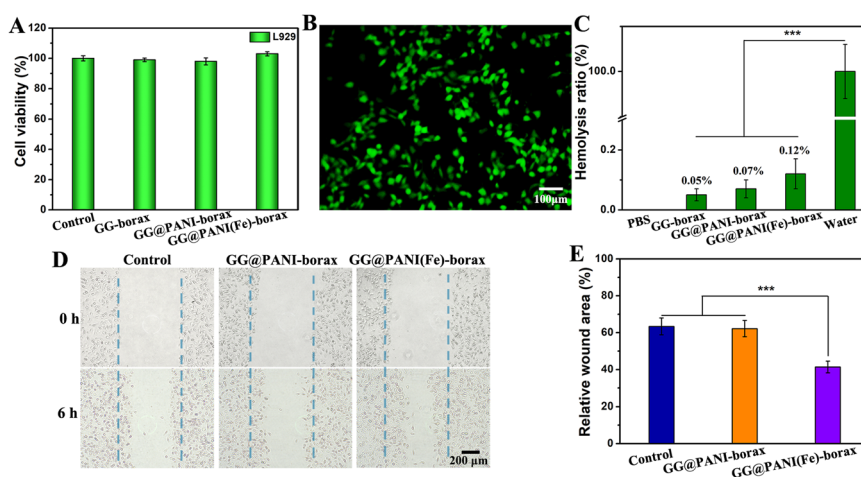 A
Cell viability (%)
120
100
80
60
40
20
0
L929
Control
GG-borax
GG@PANI-borax
GG@PANI(Fe)-borax
B
100μm
C
Hemolysis ratio (%)
100.0
0.2
0.0
***
0.05%
0.07%
0.12%
PBS
GG-borax
GG@PANI-borax
GG@PANI(Fe)-borax
Water
D
Control
GG@PANI-borax
GG@PANI(Fe)-borax
0 h
6 h
200 μm
E
Relative wound area (%)
100
80
60
40
20
0
***
Control
GG@PANI-borax
GG@PANI(Fe)-borax